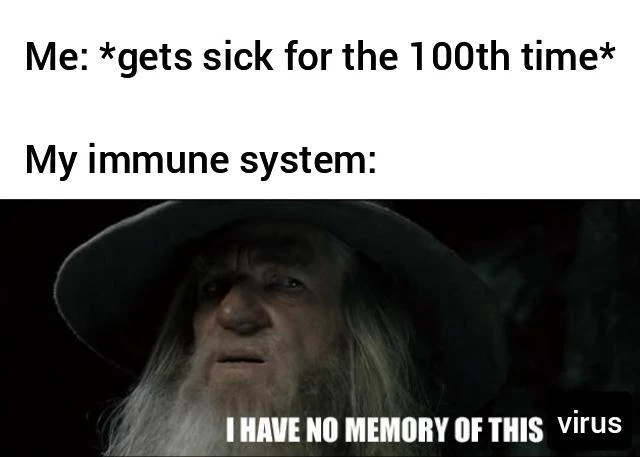 Me: *gets sick for the 100th time*
My immune system:
I HAVE NO MEMORY OF THIS virus